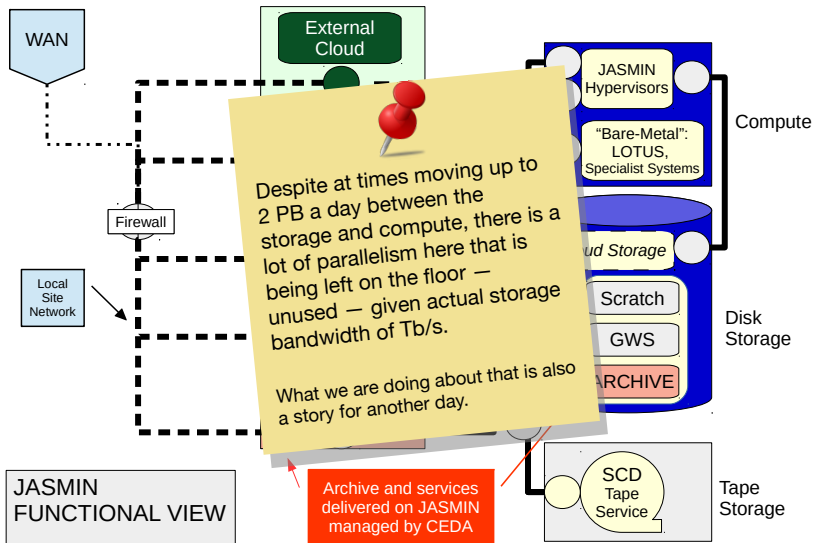 WAN
External
Cloud
JASMIN
Hypervisors
Compute
“Bare-Metal”:
LOTUS,
Specialist Systems
Firewall
Despite at times moving up to
2 PB a day between the
storage and compute, there is a
lot of parallelism here that is
being left on the floor —
unused — given actual storage
bandwidth of Tb/s.
What we are doing about that is also
a story for another day.
Storage
Local
Site
Network
Scratch
GWS
ARCHIVE
Disk
Storage
JASMIN
FUNCTIONAL VIEW
Archive and services
delivered on JASMIN
managed by CEDA
SCD
Tape
Service
Tape
Storage